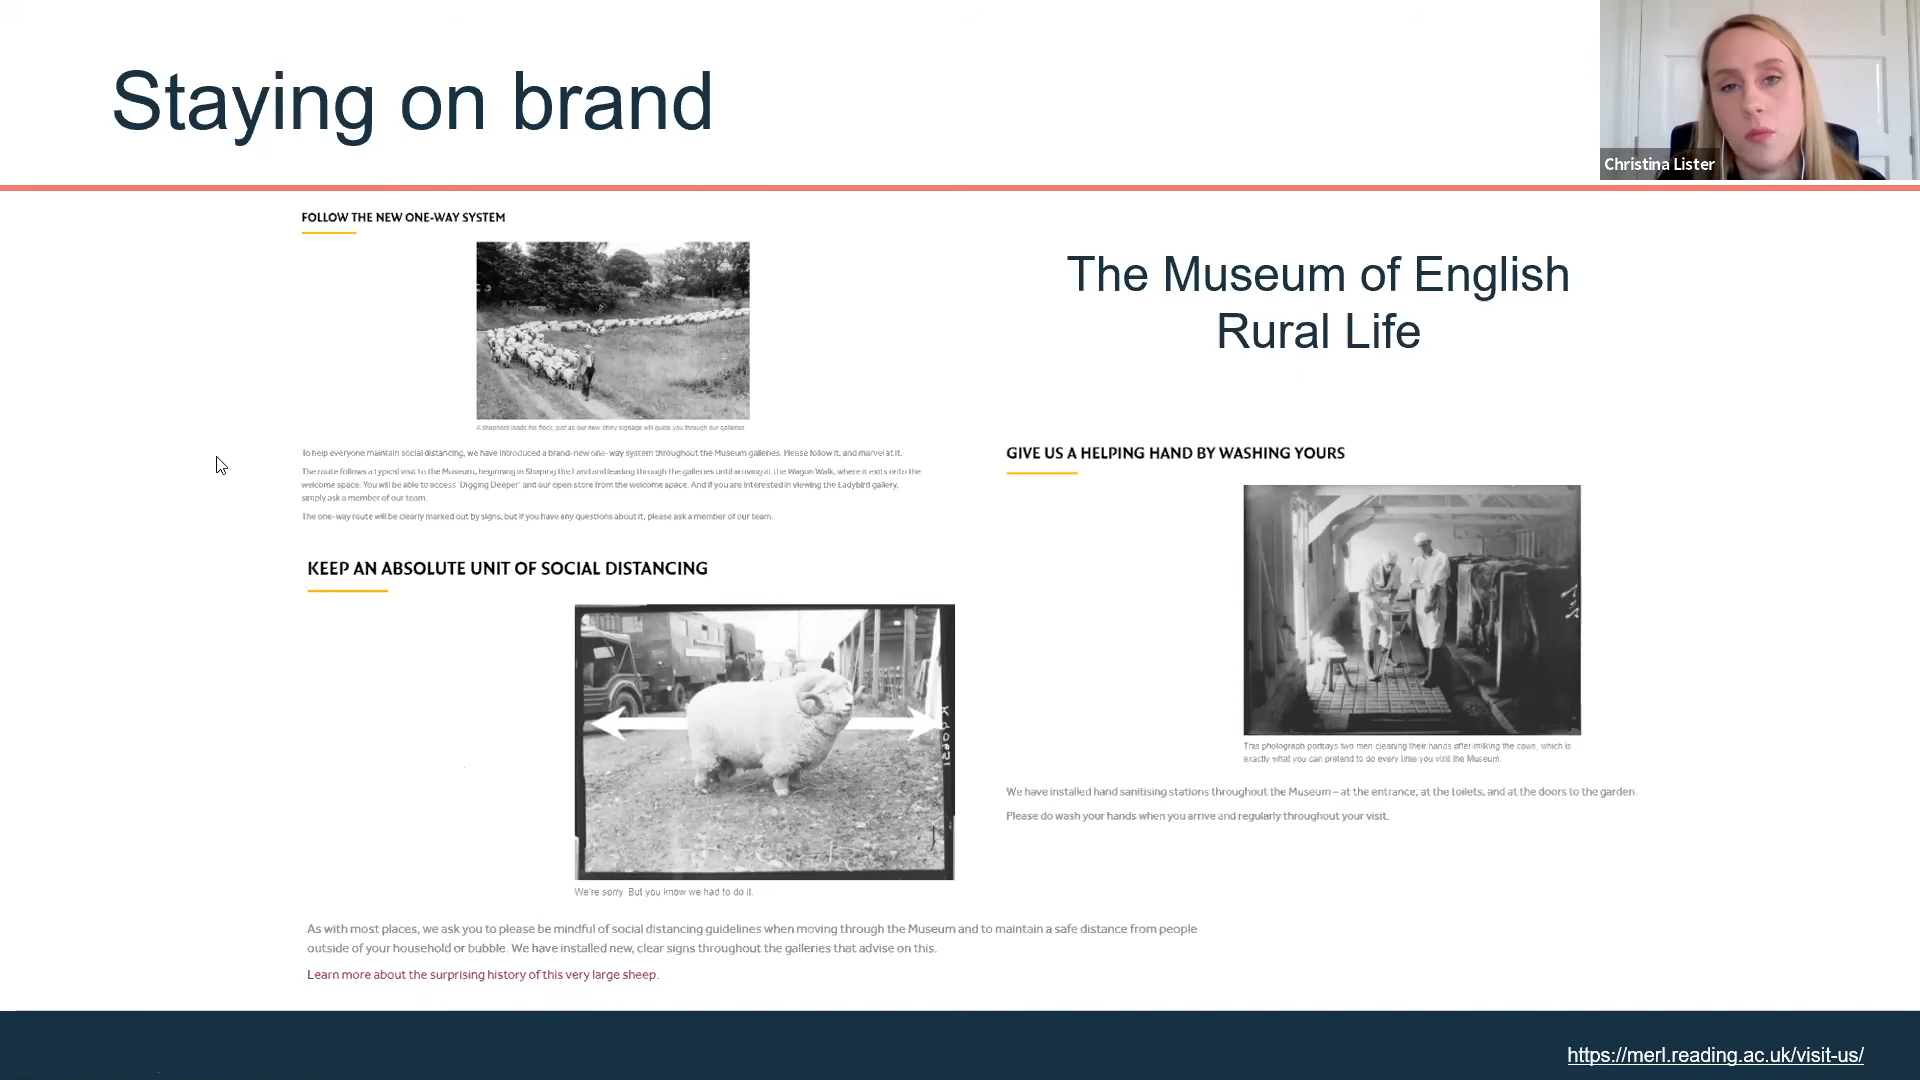 Staying on brand
Christina Lister
FOLLOW THE NEW ONE-WAY SYSTEM
A shepherd leads his flock, just as our new shiny signage will guide you through our galleries.
To help everyone maintain social distancing, we have introduced a brand-new one-way system throughout the Museum galleries. Please follow it, and marvel at it.
The route follows a typical visit to the Museum, beginning in Shaping the Land and leading through the galleries until arriving at the Wagon Walk, where it exits onto the
welcome space. You will be able to access 'Digging Deeper' and our open store from the welcome space. And if you are interested in viewing the Ladybird gallery,
simply ask a member of our team.
The one-way route will be clearly marked out by signs, but if you have any questions about it, please ask a member of our team.
The Museum of English
Rural Life
GIVE US A HELPING HAND BY WASHING YOURS
This photograph portrays two men cleaning their hands after milking the cows, which is
exactly what you can pretend to do every time you visit the Museum.
We have installed hand sanitising stations throughout the Museum – at the entrance, at the toilets, and at the doors to the garden.
Please do wash your hands when you arrive and regularly throughout your visit.
KEEP AN ABSOLUTE UNIT OF SOCIAL DISTANCING
We're sorry. But you know we had to do it.
As with most places, we ask you to please be mindful of social distancing guidelines when moving through the Museum and to maintain a safe distance from people
outside of your household or bubble. We have installed new, clear signs throughout the galleries that advise on this.
Learn more about the surprising history of this very large sheep.
https://merl.reading.ac.uk/visit-us/